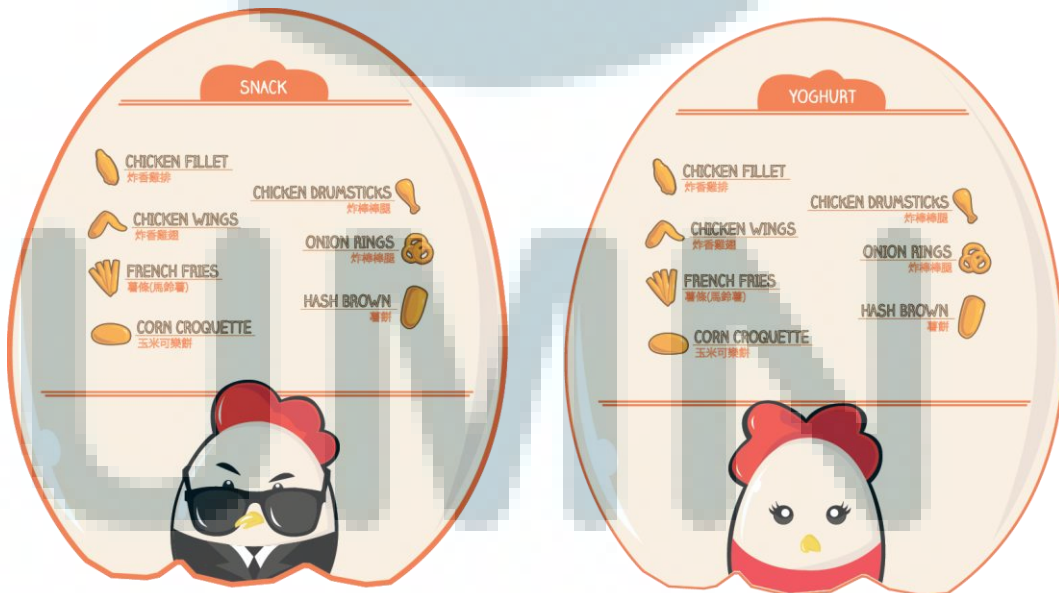 SNACK
CHICKEN FILLET
炸香雞排
CHICKEN DRUMSTICKS
炸棒棒腿
CHICKEN WINGS
炸香雞翅
ONION RINGS
炸棒棒腿
FRENCH FRIES
薯條(馬鈴薯)
HASH BROWN
薯餅
CORN CROQUETTE
玉米可樂餅
YOGHURT
CHICKEN FILLET
炸香雞排
CHICKEN DRUMSTICKS
炸棒棒腿
CHICKEN WINGS
炸香雞翅
ONION RINGS
炸棒棒腿
FRENCH FRIES
薯條(馬鈴薯)
HASH BROWN
薯餅
CORN CROQUETTE
玉米可樂餅
UMN